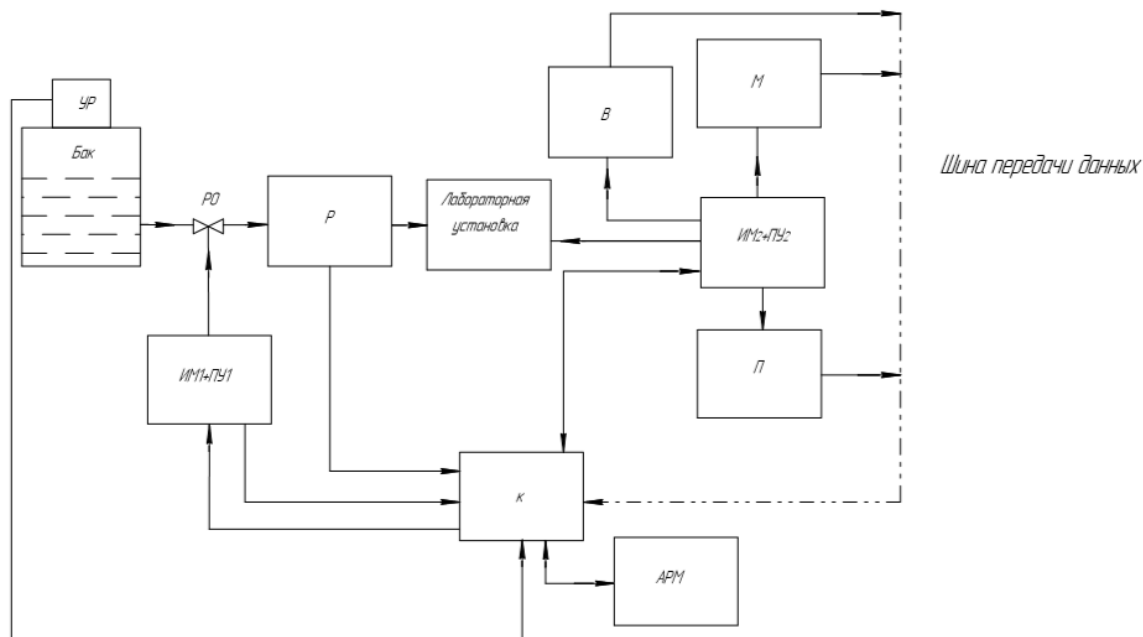 УР
Бак
РО
Р
Лабораторная
установка
В
М
Шина передачи данных
ИМ2+ПУ2
ИМ1+ПУ1
П
К
АРМ